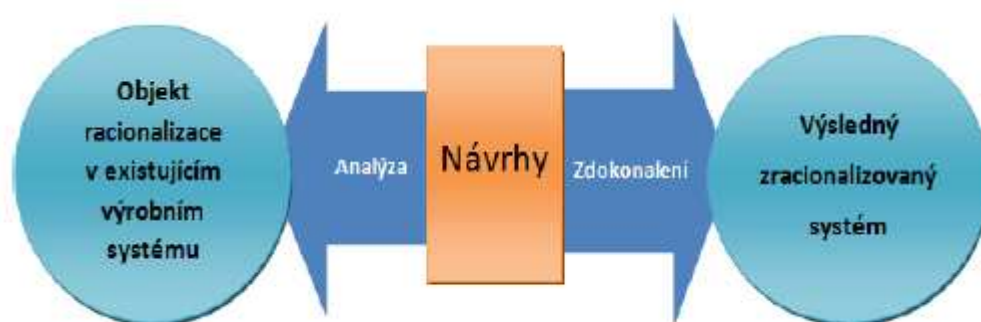 Objekt
racionalizace
v existujícím
výrobním
systému
Analýza
Návrhy
Zdokonalení
Výsledný
zracionalizovaný
systém